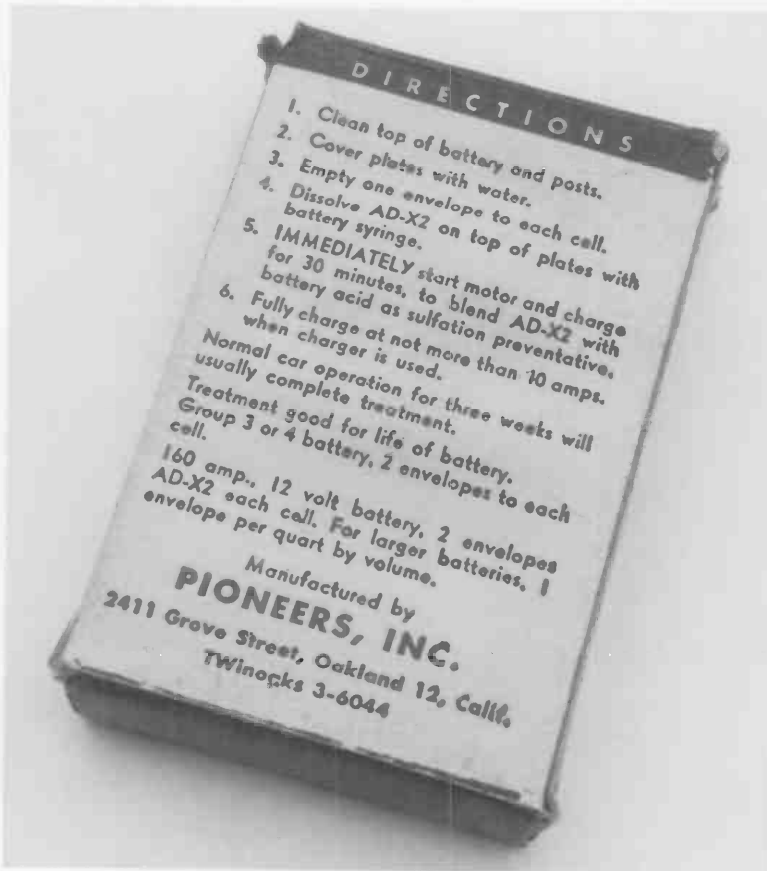 DIRECTIONS
1. Clean top of battery and posts.
2. Cover plates with water.
3. Empty one envelope to each cell.
4. Dissolve AD-X2 on top of plates with
battery syringe.
5. IMMEDIATELY start motor and charge
for 30 minutes, to blend AD-X2 with
battery acid as sulfation preventative.
6. Fully charge at not more than 10 amps.
when charger is used.
Normal car operation for three weeks will
usually complete treatment.
Treatment good for life of battery.
Group 3 or 4 battery, 2 envelopes to each
cell.
160 amp., 12 volt battery, 2 envelopes
AD-X2 each cell. For larger batteries, 1
envelope per quart by volume.
Manufactured by
PIONEERS, INC.
2411 Grove Street, Oakland 12, Calif.
TWinocks 3-6044